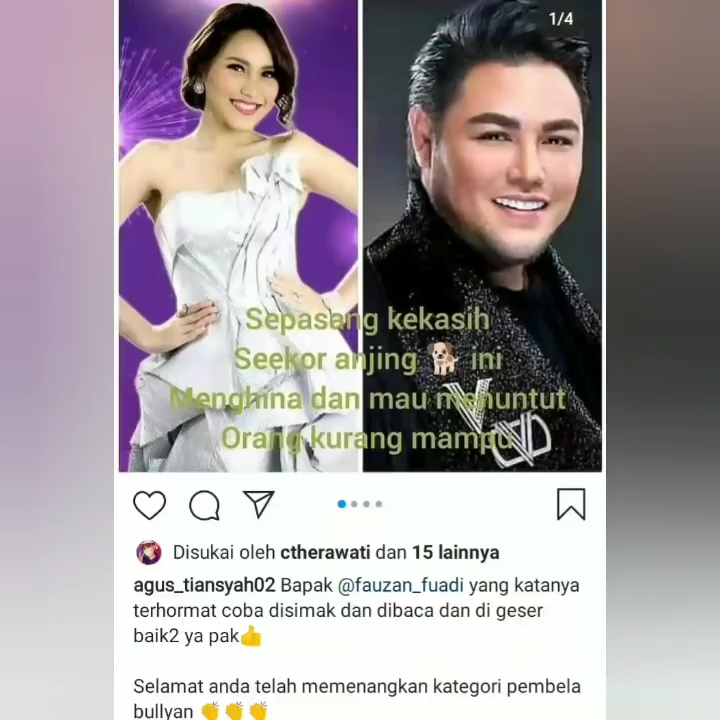 1/4
Sepasang kekasih
Seekor anjing 🐕 ini
Menghina dan mau menuntut
Orang kurang mampu
Disukai oleh ctherawati dan 15 lainnya
agus_tiansyah02 Bapak @fauzan_fuadi yang katanya
terhormat coba disimak dan dibaca dan di geser
baik2 ya pak👍
Selamat anda telah memenangkan kategori pembela
bullyan 👏👏👏